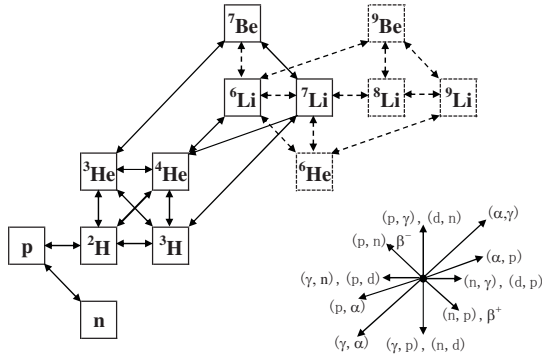 ⁷Be ⁹Be
⁶Li ⁷Li ⁸Li ⁹Li
³He ⁴He ⁶He
p ²H ³H
n
(p, γ) , (d, n) (α,γ)
(p, n) , β⁻
(α, p)
(γ, n) , (p, d) (n, γ) , (d, p)
(p, α)
(n, p) , β⁺
(γ, α) (γ, p) , (n, d)